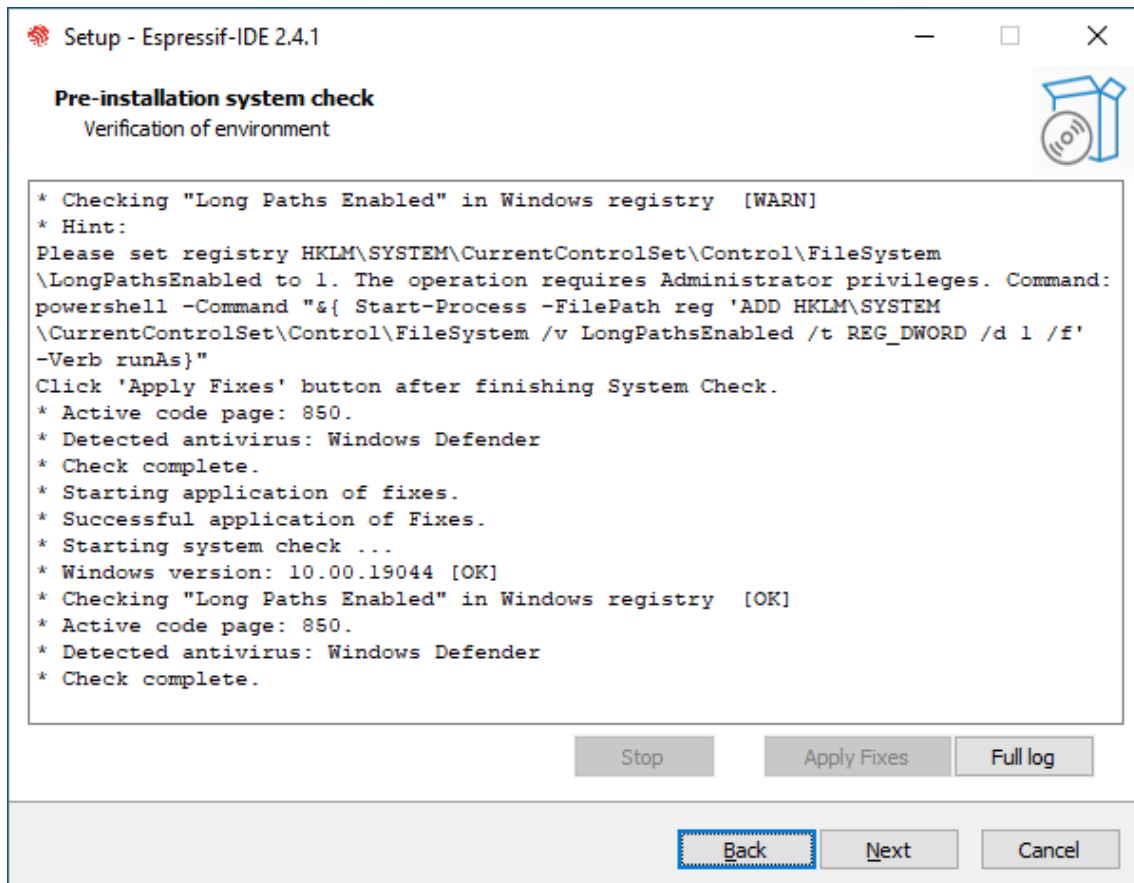 Setup - Espressif-IDE 2.4.1
Pre-installation system check
Verification of environment
* Checking "Long Paths Enabled" in Windows registry  [WARN]
* Hint:
Please set registry HKLM\SYSTEM\CurrentControlSet\Control\FileSystem
\LongPathsEnabled to 1. The operation requires Administrator privileges. Command:
powershell -Command "&{ Start-Process -FilePath reg 'ADD HKLM\SYSTEM
\CurrentControlSet\Control\FileSystem /v LongPathsEnabled /t REG_DWORD /d 1 /f'
-Verb runAs}"
Click 'Apply Fixes' button after finishing System Check.
* Active code page: 850.
* Detected antivirus: Windows Defender
* Check complete.
* Starting application of fixes.
* Successful application of Fixes.
* Starting system check ...
* Windows version: 10.00.19044 [OK]
* Checking "Long Paths Enabled" in Windows registry  [OK]
* Active code page: 850.
* Detected antivirus: Windows Defender
* Check complete.
Stop Apply Fixes Full log
Back Next Cancel